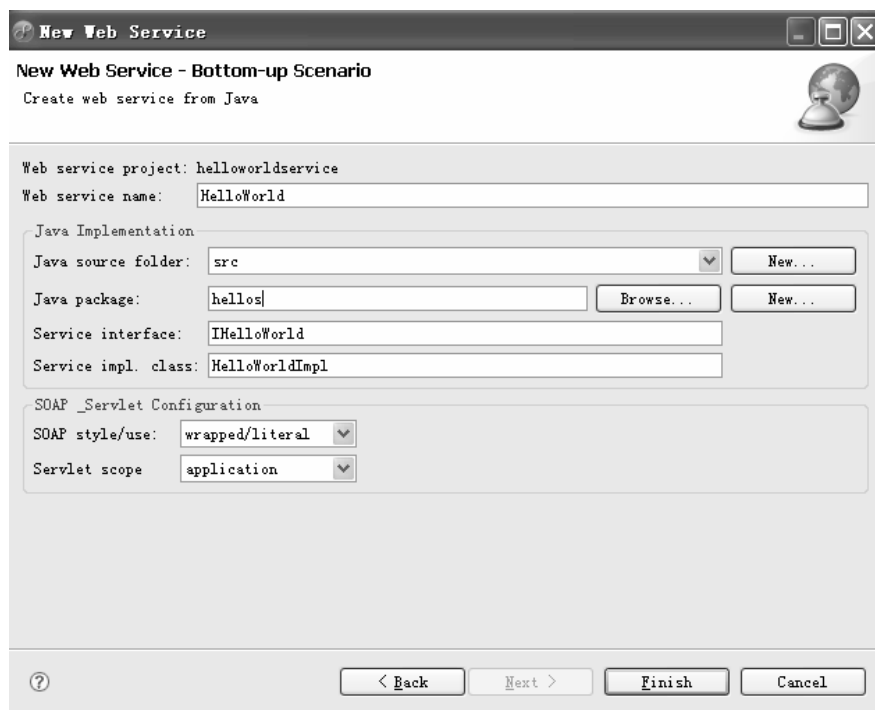 New Web Service
New Web Service - Bottom-up Scenario
Create web service from Java
Web service project: helloworldservice
Web service name: HelloWorld
Java Implementation
Java source folder: src New...
Java package: hellos Browse... New...
Service interface: IHelloWorld
Service impl. class: HelloWorldImpl
SOAP _Servlet Configuration
SOAP style/use: wrapped/literal
Servlet scope application
? < Back Next > Finish Cancel